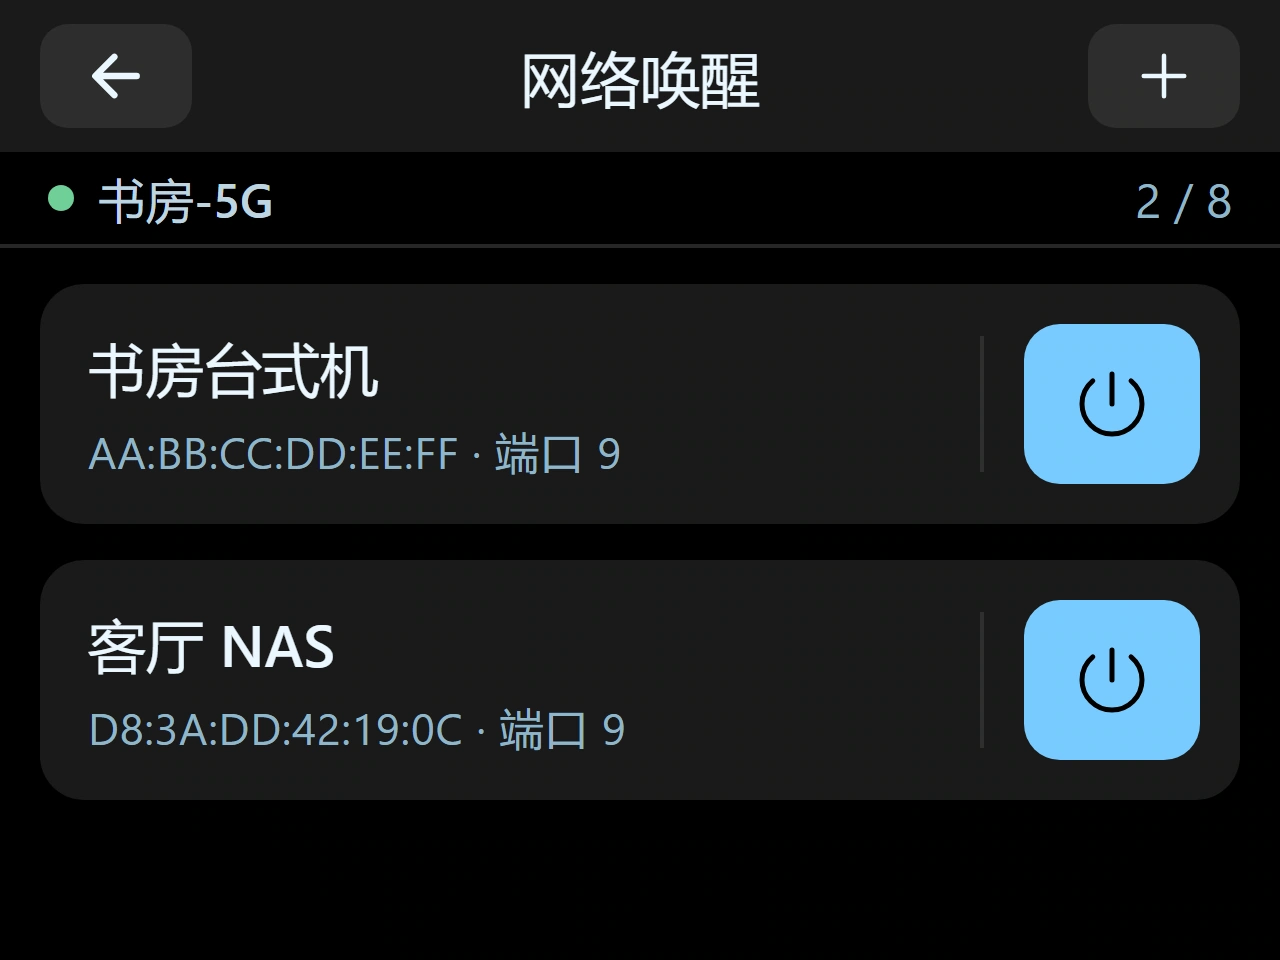 网络唤醒
书房-5G 2 / 8
书房台式机
AA:BB:CC:DD:EE:FF · 端口 9
客厅 NAS
D8:3A:DD:42:19:0C · 端口 9